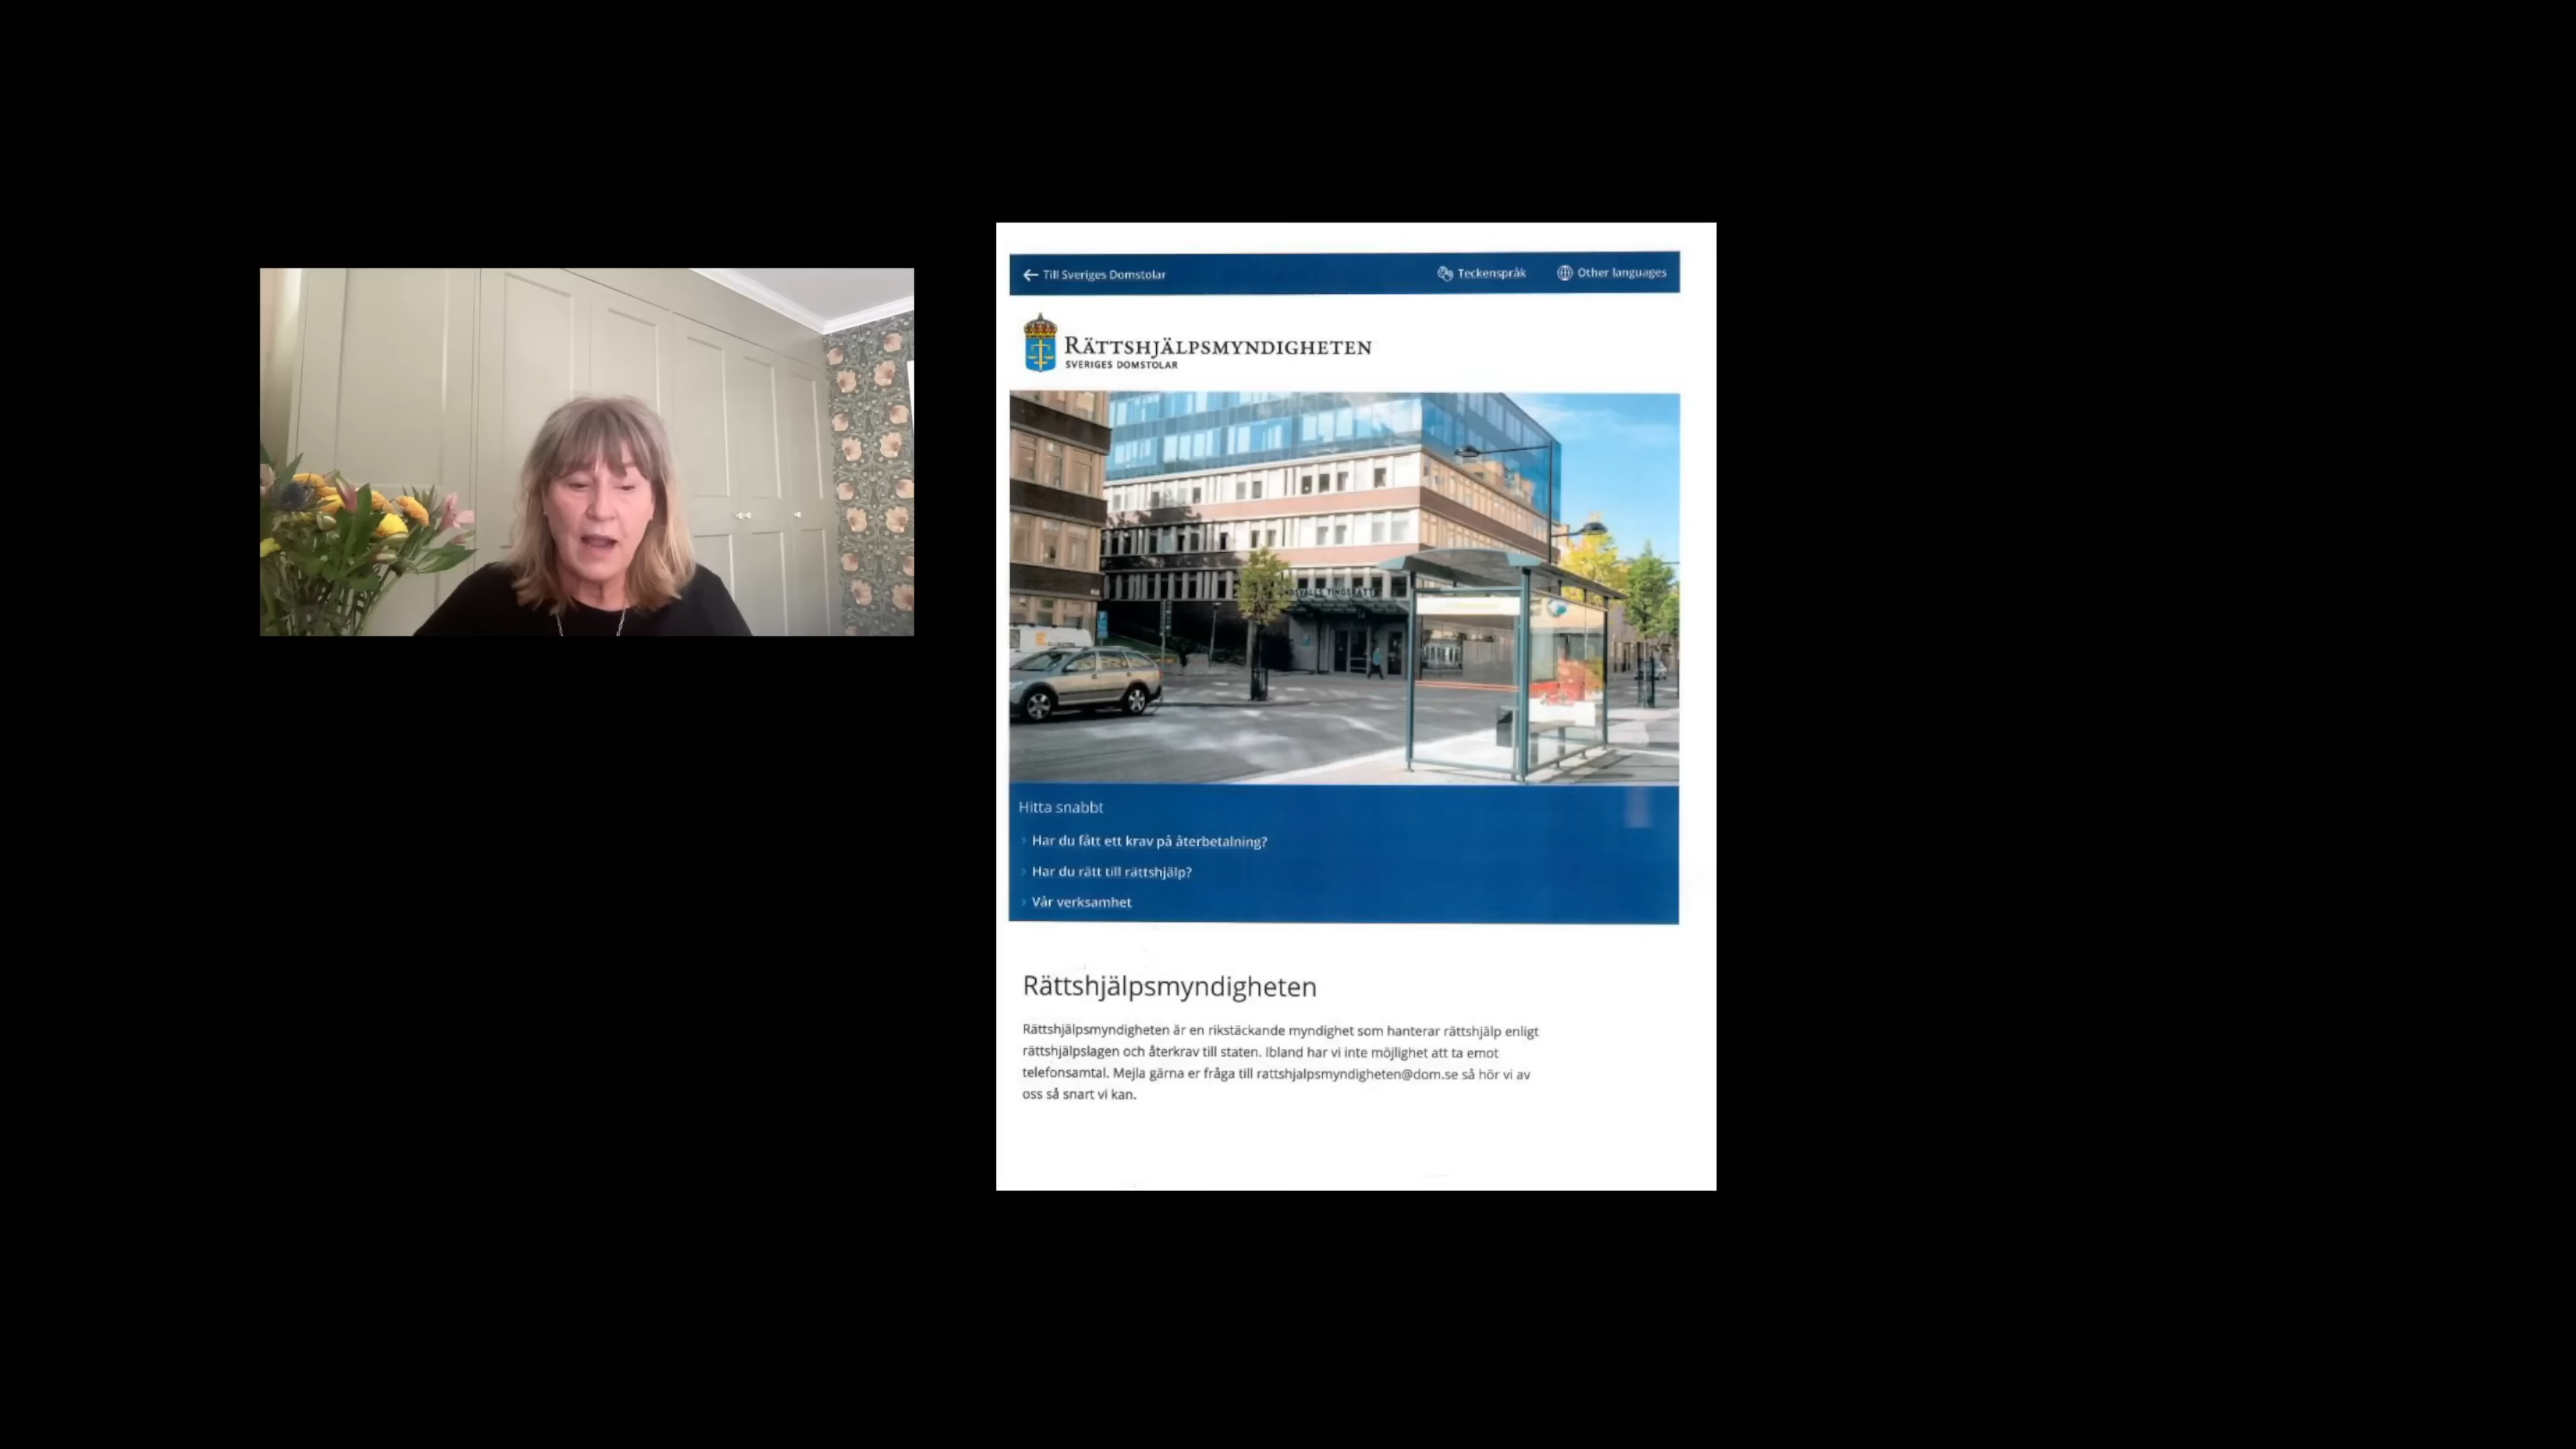 Till Sveriges Domstolar
Teckenspråk
Other languages
RÄTTSHJÄLPSMYNDIGHETEN
SVERIGES DOMSTOLAR
TINGSRÄTT
Hitta snabbt
Har du fått ett krav på återbetalning?
Har du rätt till rättshjälp?
Vår verksamhet
Rättshjälpsmyndigheten
Rättshjälpsmyndigheten är en rikstäckande myndighet som hanterar rättshjälp enligt
rättshjälpslagen och återkrav till staten. Ibland har vi inte möjlighet att ta emot
telefonsamtal. Mejla gärna er fråga till rattshjalpsmyndigheten@dom.se så hör vi av
oss så snart vi kan.